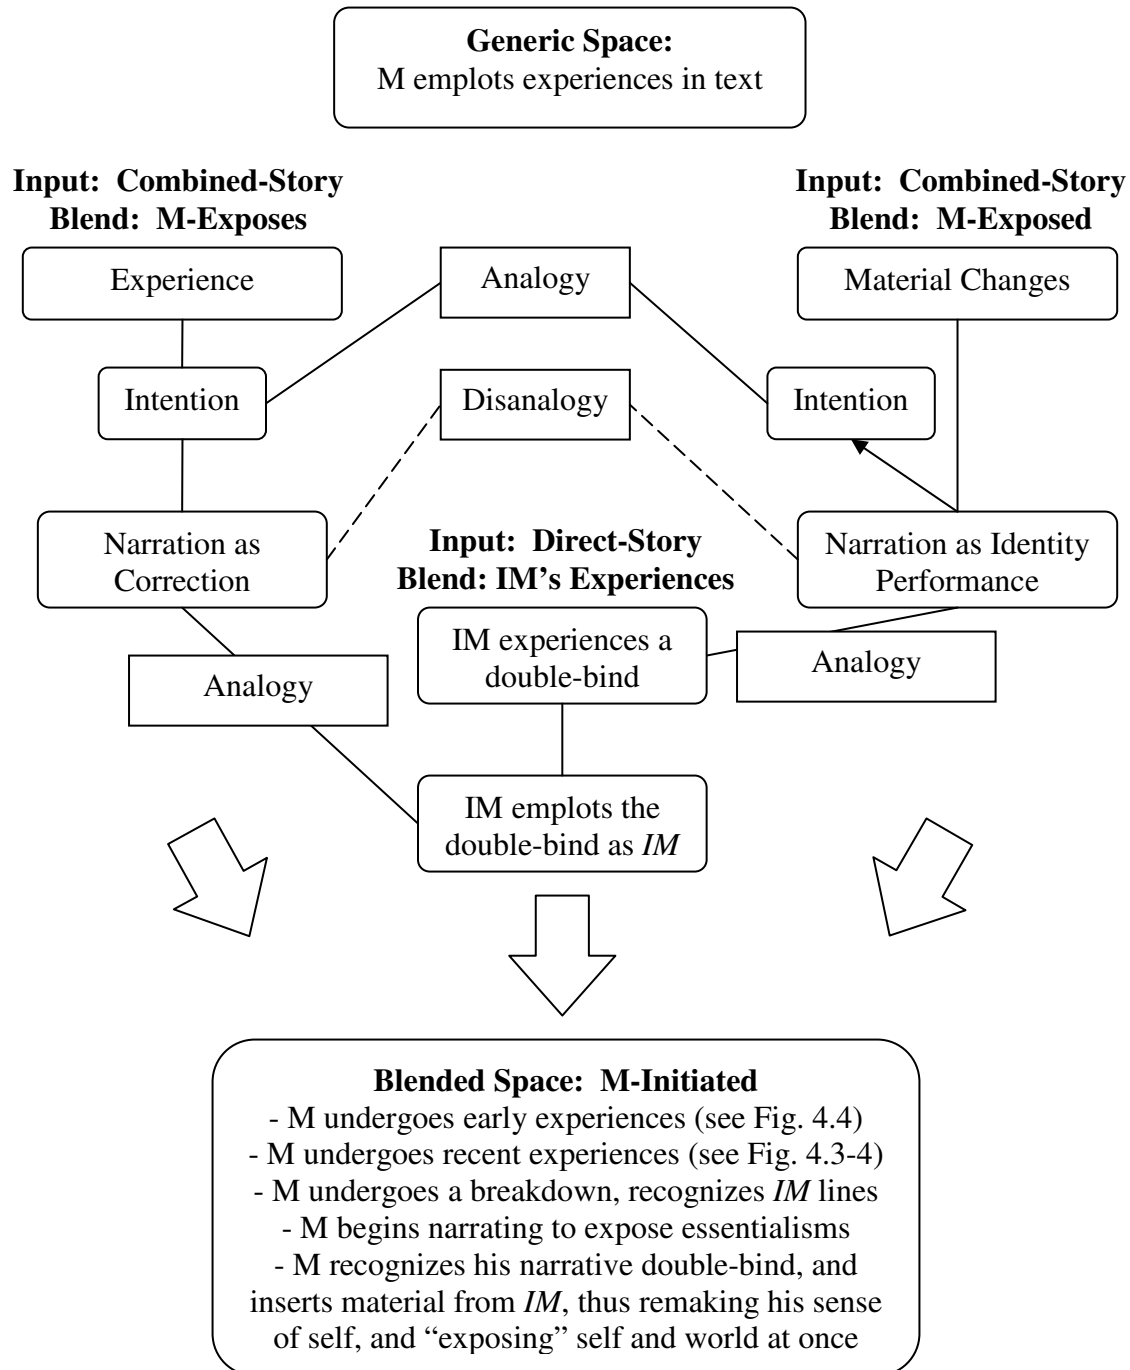 Generic Space:
M emplots experiences in text
Input:  Combined-Story
Blend:  M-Exposes
Input:  Combined-Story
Blend:  M-Exposed
Experience
Analogy
Material Changes
Intention
Disanalogy
Intention
Narration as
Correction
Input:  Direct-Story
Blend: IM’s Experiences
Narration as Identity
Performance
IM experiences a
double-bind
Analogy
Analogy
IM emplots the
double-bind as IM
Blended Space:  M-Initiated
- M undergoes early experiences (see Fig. 4.4)
- M undergoes recent experiences (see Fig. 4.3-4)
- M undergoes a breakdown, recognizes IM lines
- M begins narrating to expose essentialisms
- M recognizes his narrative double-bind, and
inserts material from IM, thus remaking his sense
of self, and “exposing” self and world at once